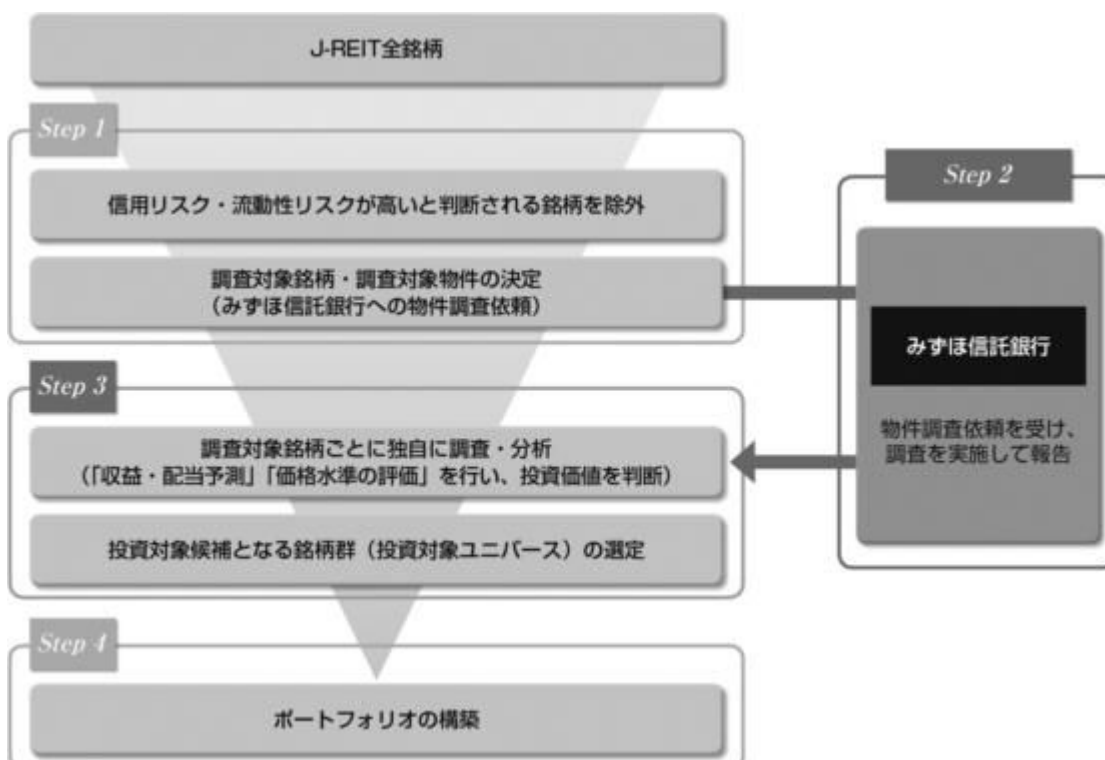 J-REIT全銘柄
Step 1
信用リスク・流動性リスクが高いと判断される銘柄を除外
調査対象銘柄・調査対象物件の決定
（みずほ信託銀行への物件調査依頼）
Step 2
みずほ信託銀行
物件調査依頼を受け、
調査を実施して報告
Step 3
調査対象銘柄ごとに独自に調査・分析
（「収益・配当予測」「価格水準の評価」を行い、投資価値を判断）
投資対象候補となる銘柄群（投資対象ユニバース）の選定
Step 4
ポートフォリオの構築